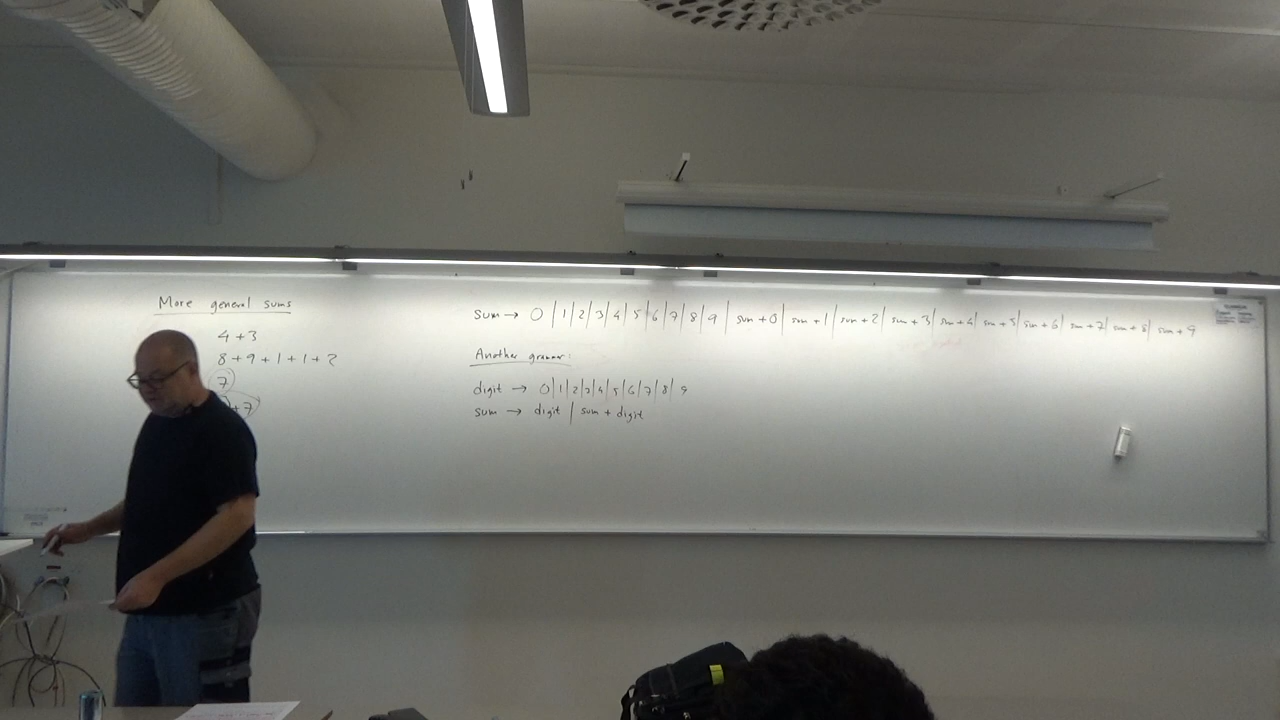 More general sums
4 + 3
8 + 9 + 1 + 1 + 2
7
+ 7
sum → 0 | 1 | 2 | 3 | 4 | 5 | 6 | 7 | 8 | 9 | sum + 0 | sum + 1 | sum + 2 | sum + 3 | sum + 4 | sum + 5 | sum + 6 | sum + 7 | sum + 8 | sum + 9
Another grammar:
digit → 0 | 1 | 2 | 3 | 4 | 5 | 6 | 7 | 8 | 9
sum → digit | sum + digit